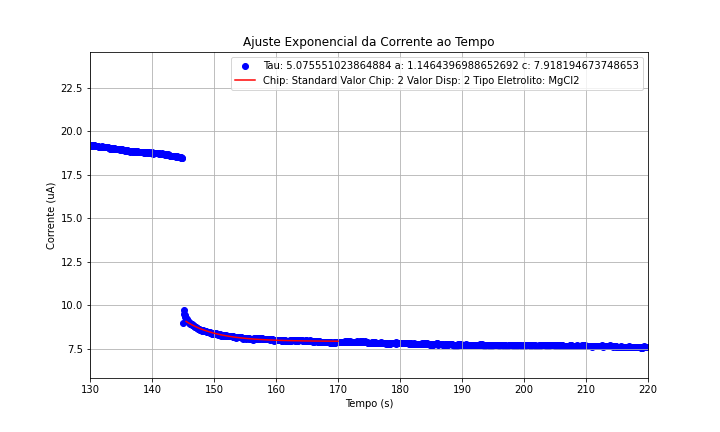 Ajuste Exponencial da Corrente ao Tempo
Tau: 5.075551023864884 a: 1.1464396988652692 c: 7.918194673748653
Chip: Standard Valor Chip: 2 Valor Disp: 2 Tipo Eletrolito: MgCl2
Corrente (uA)
22.5
20.0
17.5
15.0
12.5
10.0
7.5
130 140 150 160 170 180 190 200 210 220
Tempo (s)